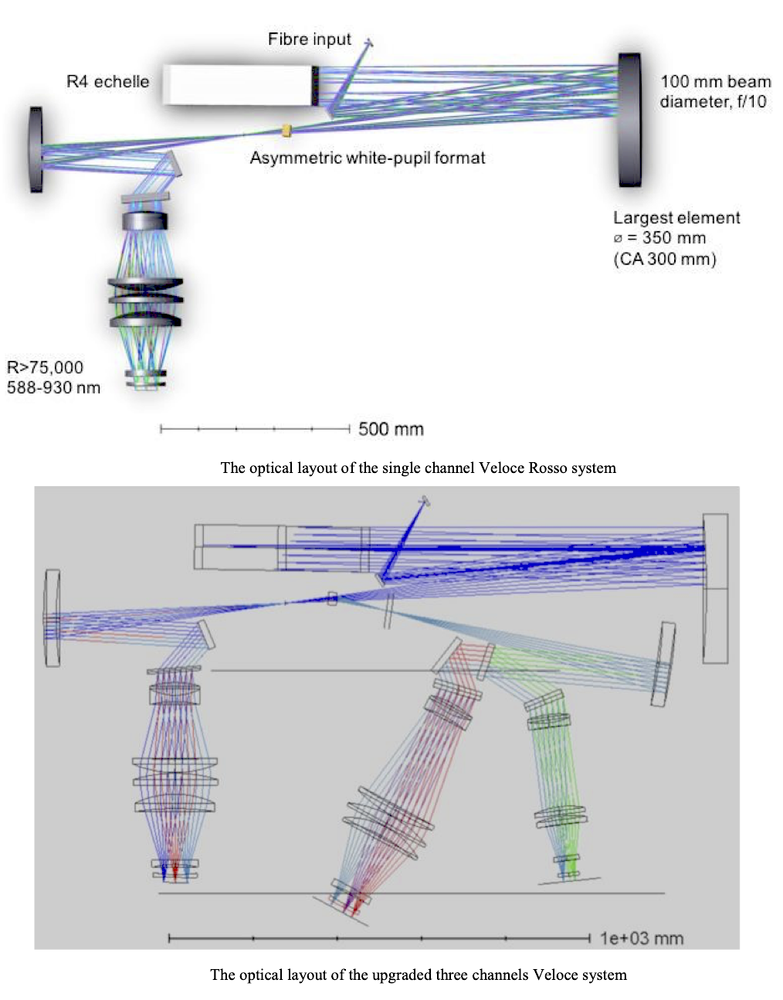 Fibre input
R4 echelle
100 mm beam
diameter, f/10
Asymmetric white-pupil format
Largest element
⌀ = 350 mm
(CA 300 mm)
R>75,000
588-930 nm
500 mm
The optical layout of the single channel Veloce Rosso system
1e+03 mm
The optical layout of the upgraded three channels Veloce system